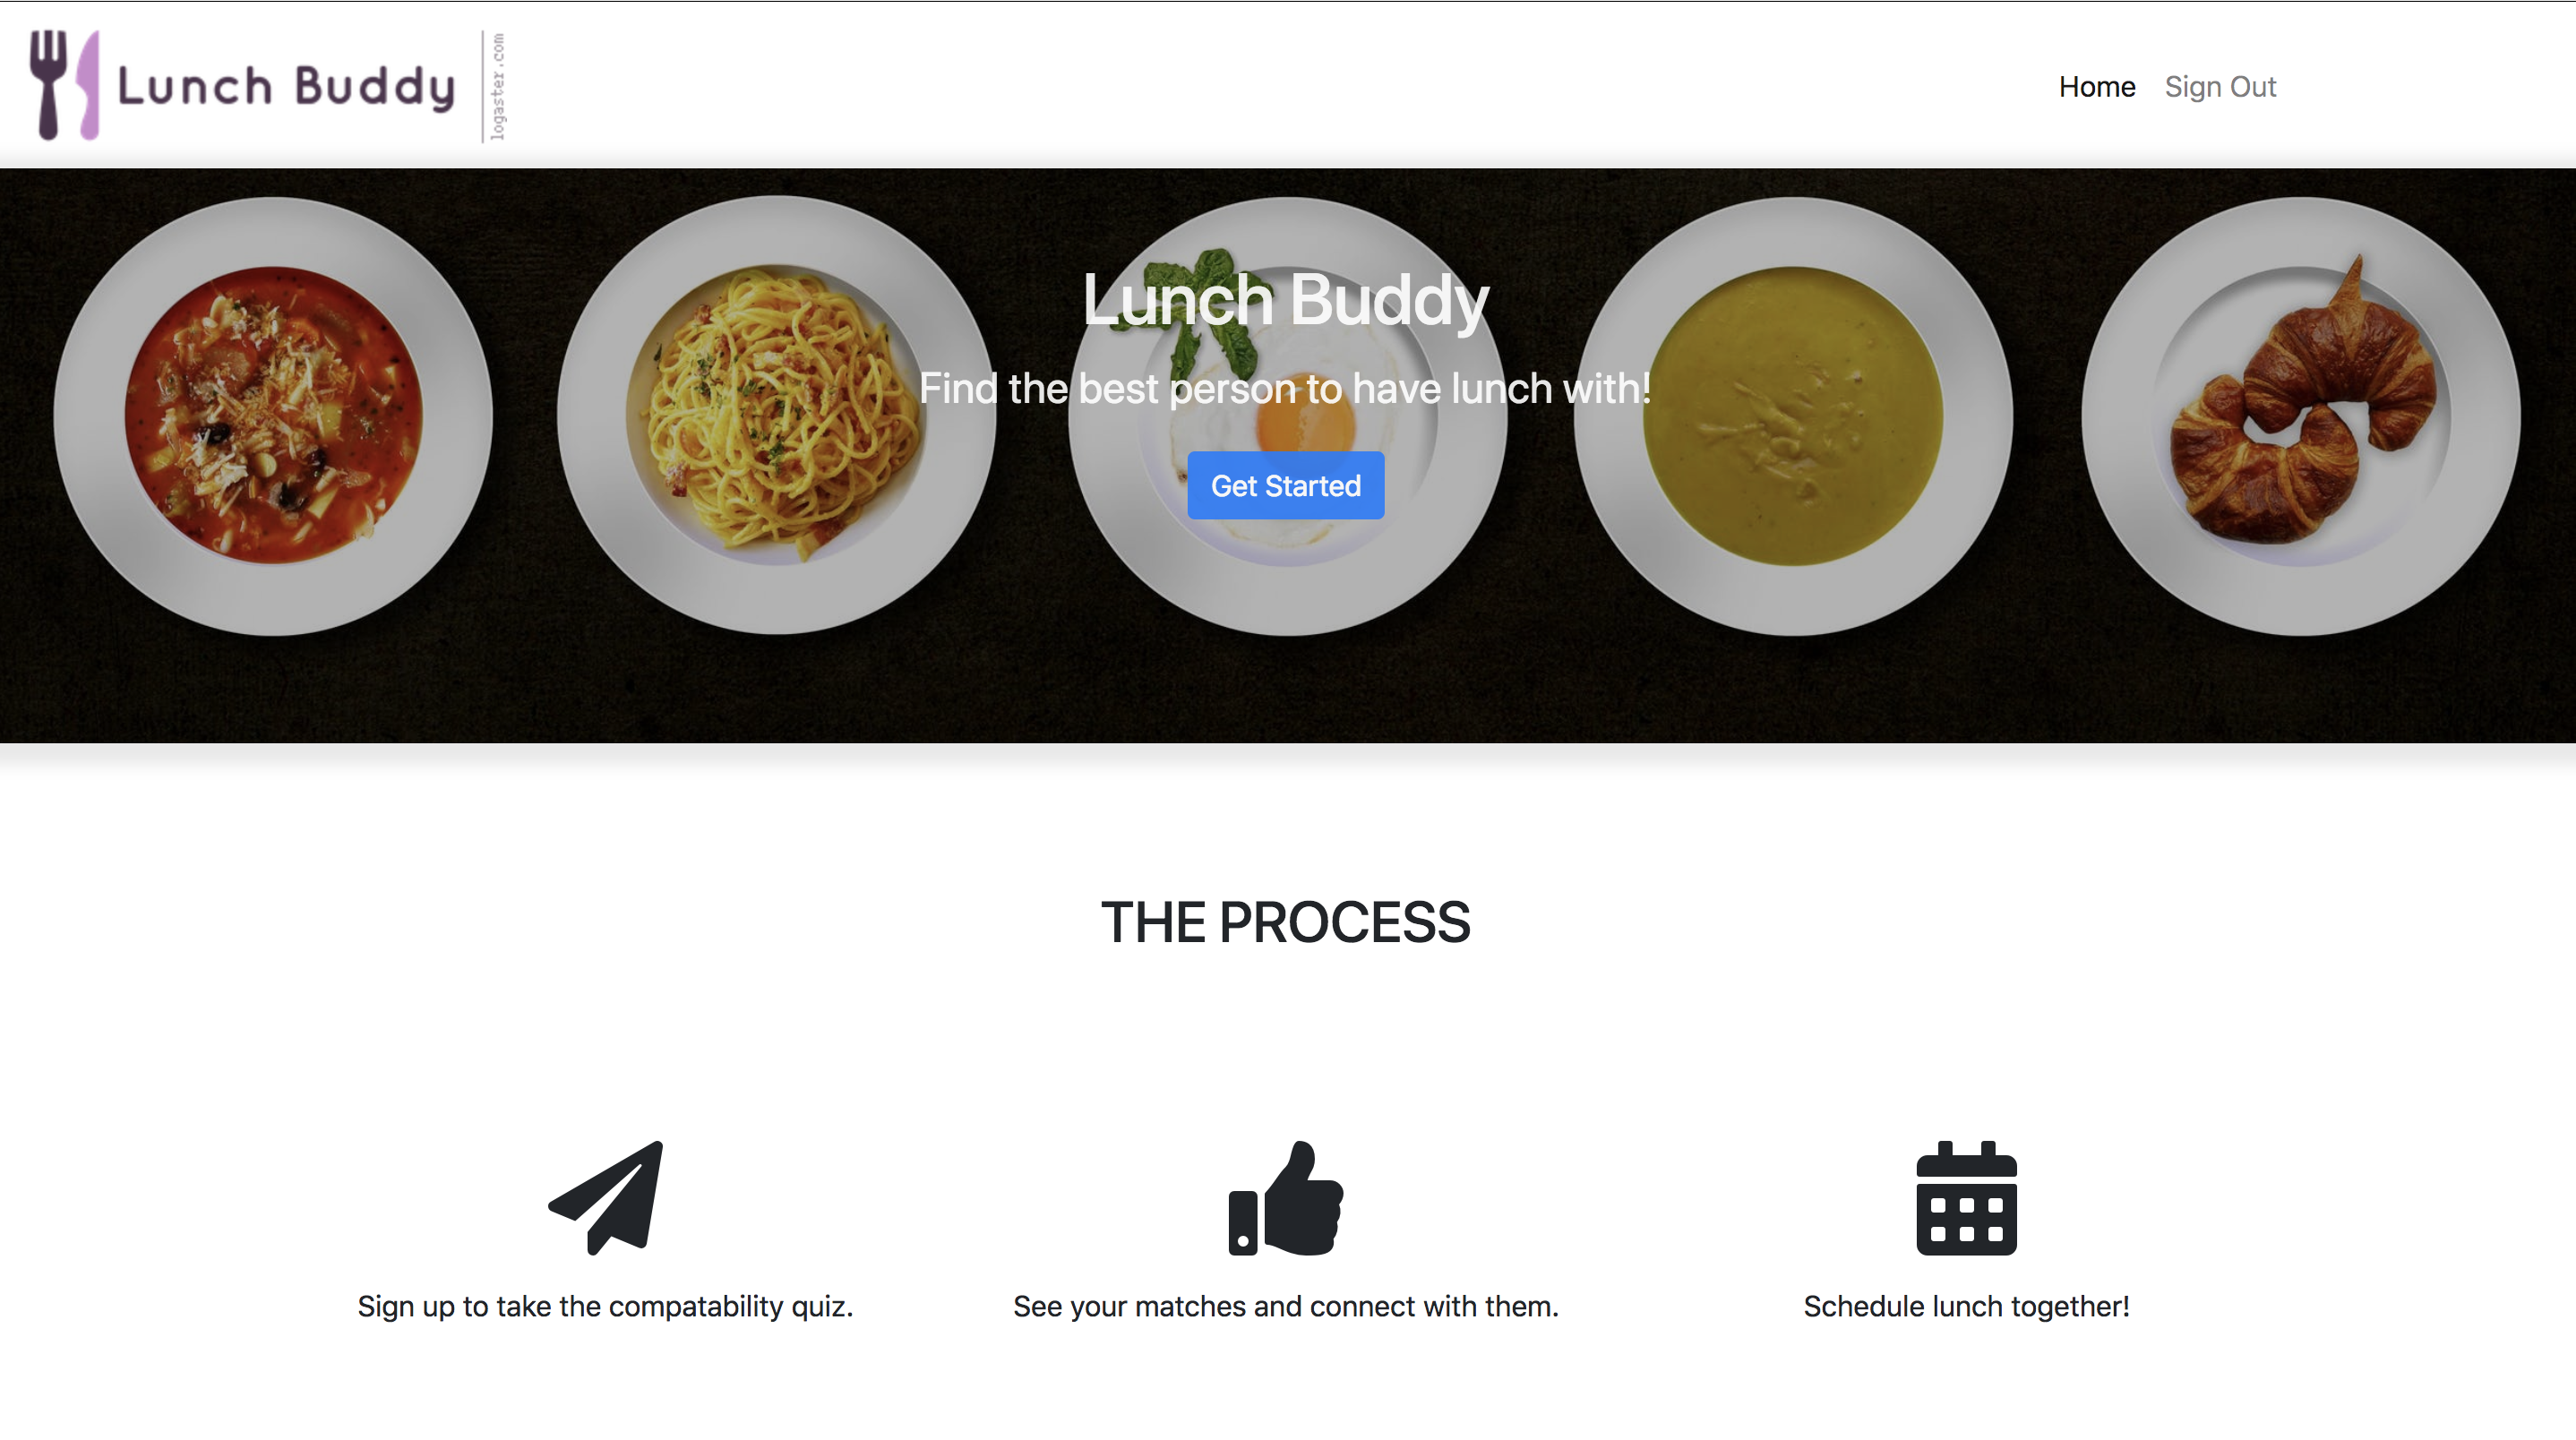 Lunch Buddy
logaster.com
Home
Sign Out
Lunch Buddy
Find the best person to have lunch with!
Get Started
THE PROCESS
Sign up to take the compatability quiz.
See your matches and connect with them.
Schedule lunch together!